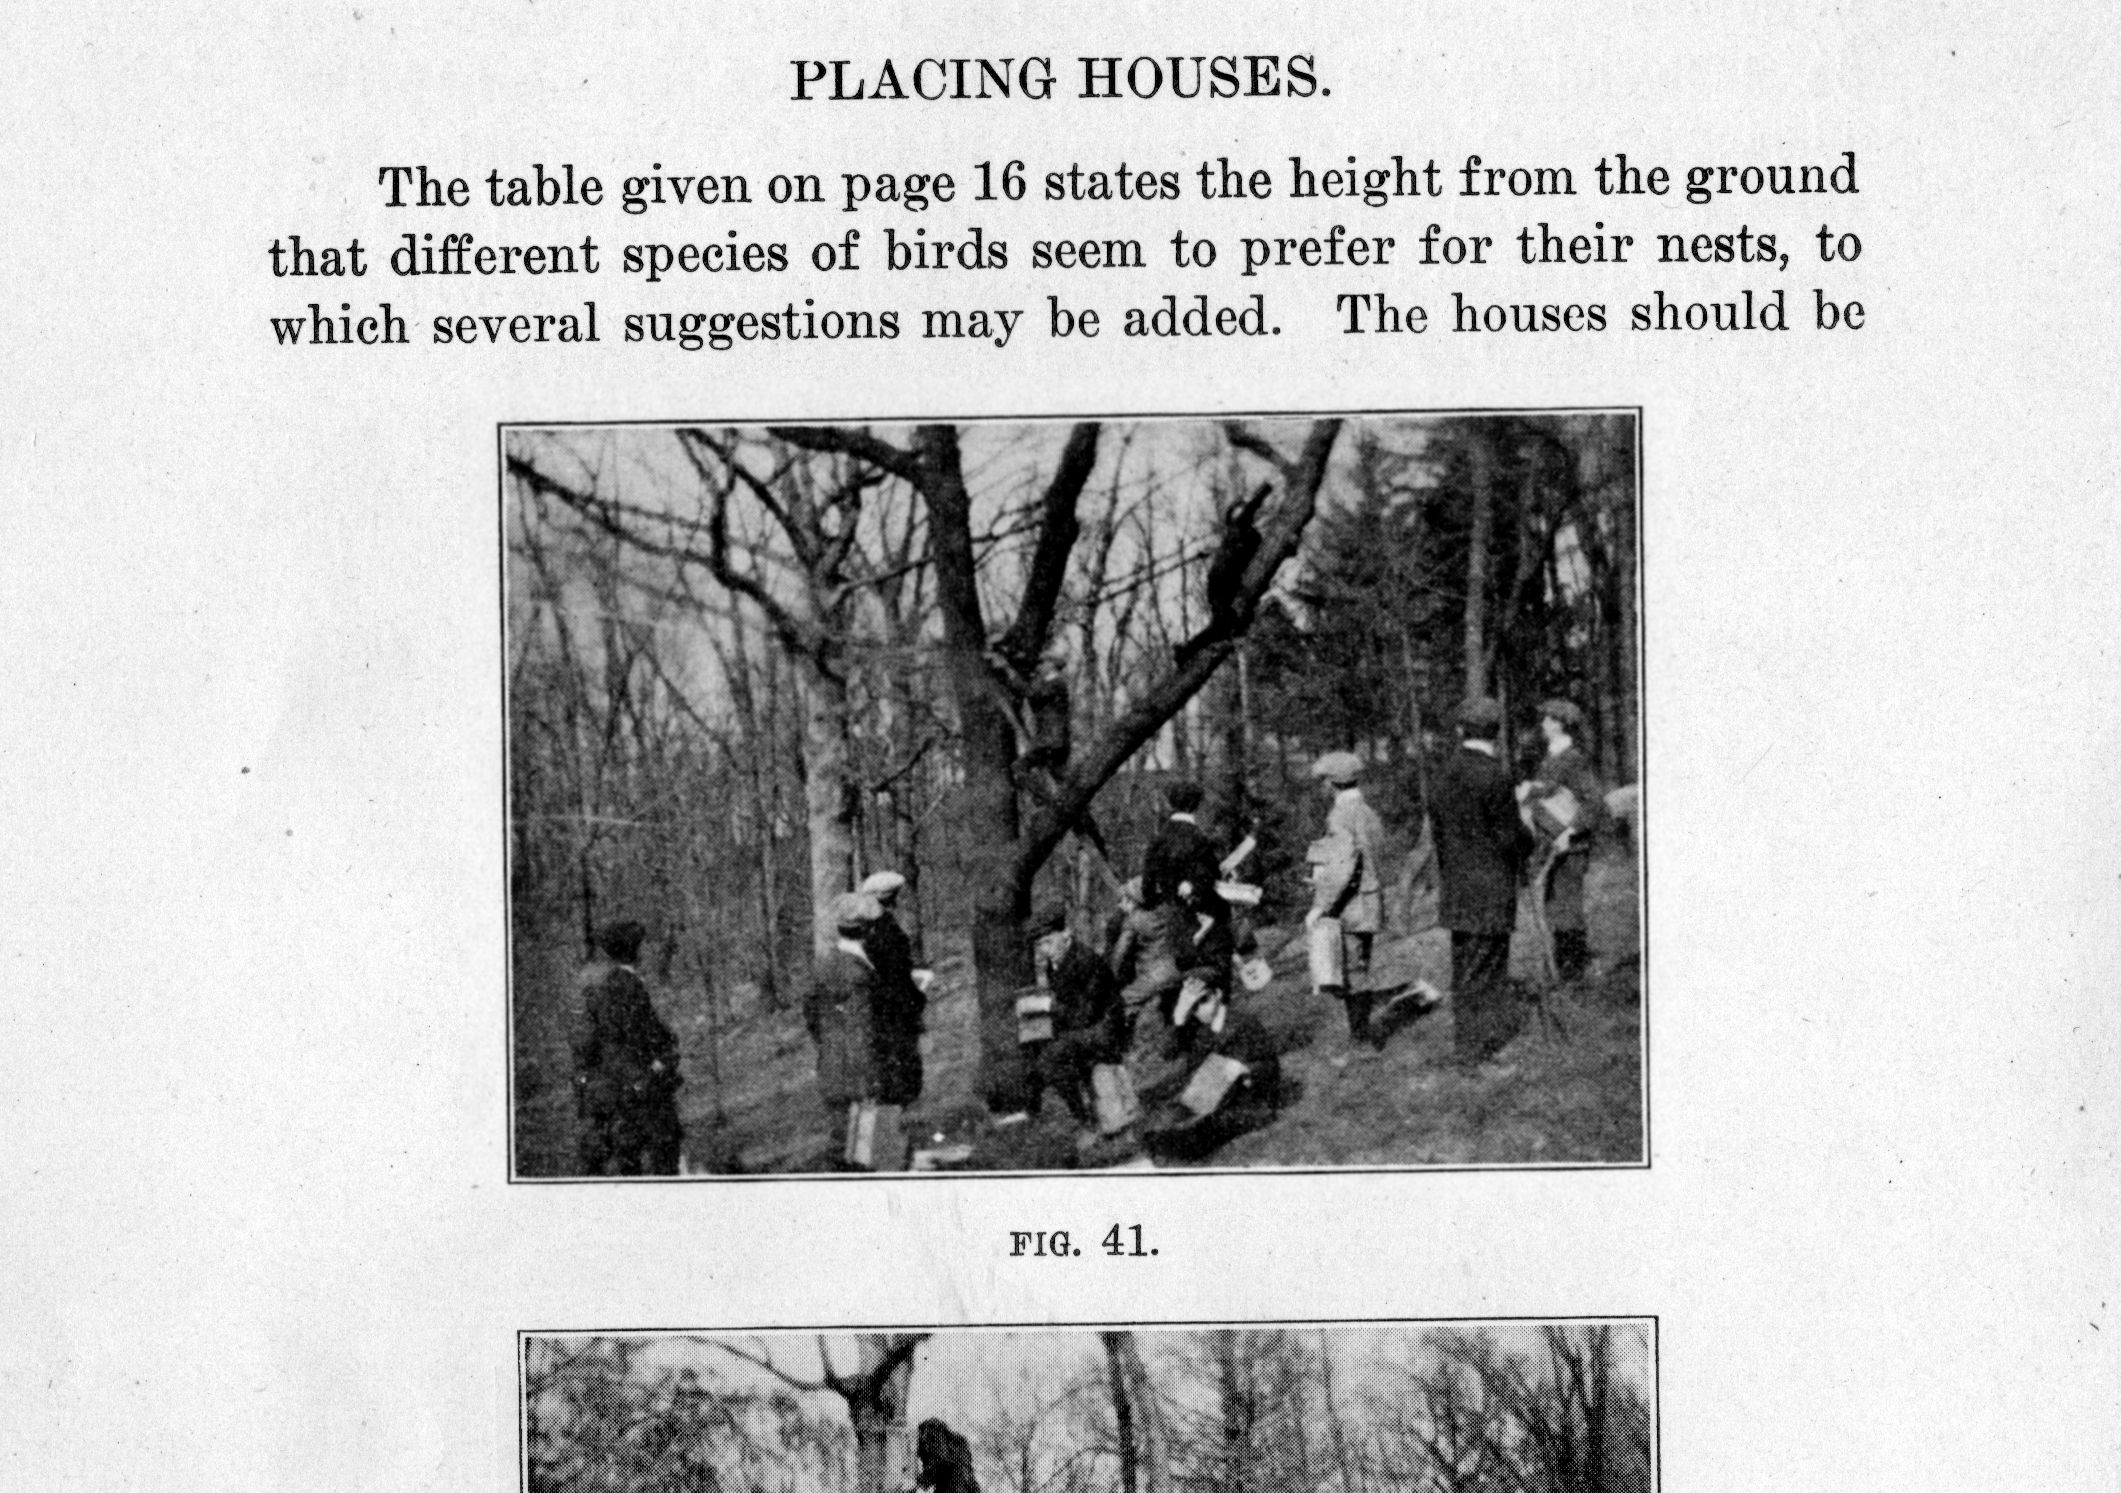 PLACING HOUSES.
The table given on page 16 states the height from the ground
that different species of birds seem to prefer for their nests, to
which several suggestions may be added. The houses should be
FIG. 41.